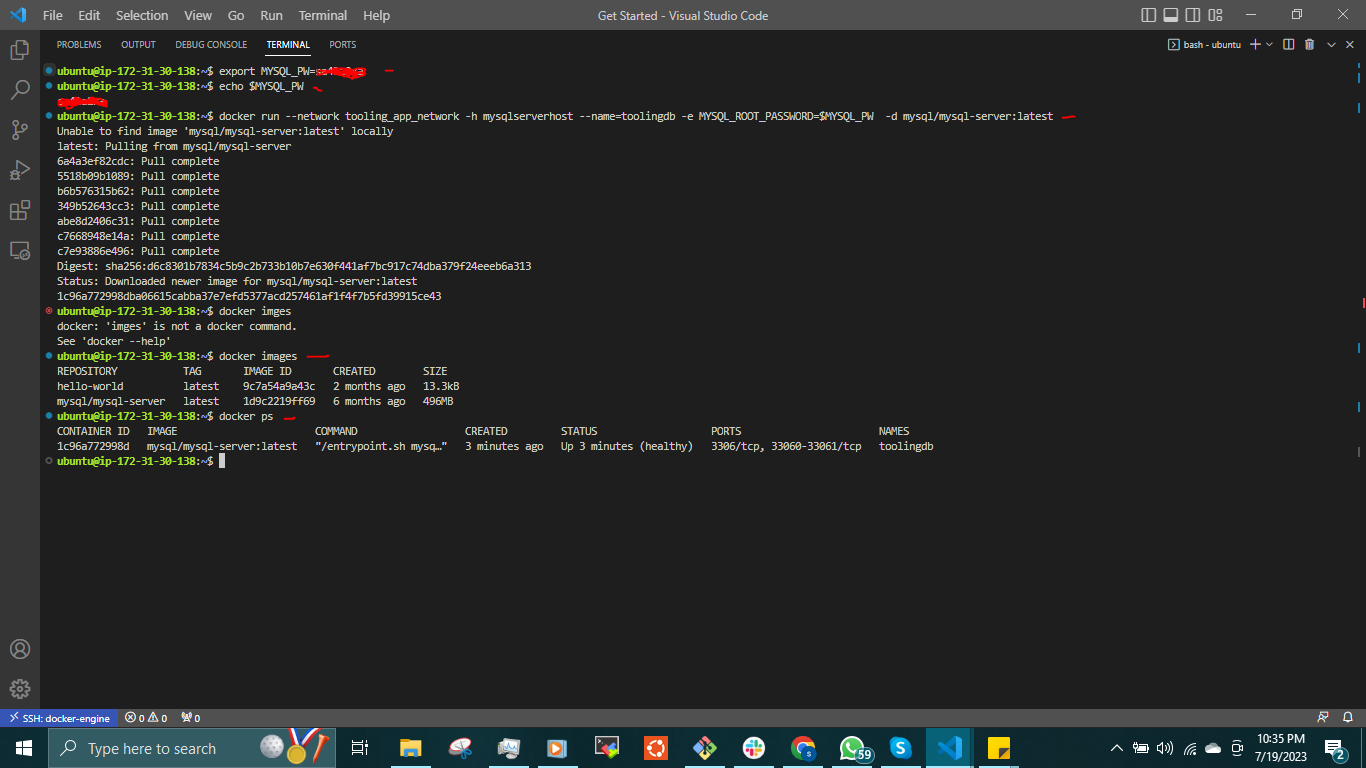 File Edit Selection View Go Run Terminal Help Get Started - Visual Studio Code
PROBLEMS OUTPUT DEBUG CONSOLE TERMINAL PORTS bash - ubuntu
ubuntu@ip-172-31-30-138:~$ export MYSQL_PW=
ubuntu@ip-172-31-30-138:~$ echo $MYSQL_PW
ubuntu@ip-172-31-30-138:~$ docker run --network tooling_app_network -h mysqlserverhost --name=toolingdb -e MYSQL_ROOT_PASSWORD=$MYSQL_PW  -d mysql/mysql-server:latest
Unable to find image 'mysql/mysql-server:latest' locally
latest: Pulling from mysql/mysql-server
6a4a3ef82cdc: Pull complete
5518b09b1089: Pull complete
b6b576315b62: Pull complete
349b52643cc3: Pull complete
abe8d2406c31: Pull complete
c7668948e14a: Pull complete
c7e93886e496: Pull complete
Digest: sha256:d6c8301b7834c5b9c2b733b10b7e630f441af7bc917c74dba379f24eeeb6a313
Status: Downloaded newer image for mysql/mysql-server:latest
1c96a772998dba06615cabba37e7efd5377acd257461af1f4f7b5fd39915ce43
ubuntu@ip-172-31-30-138:~$ docker imges
docker: 'imges' is not a docker command.
See 'docker --help'
ubuntu@ip-172-31-30-138:~$ docker images
REPOSITORY TAG IMAGE ID CREATED SIZE
hello-world latest 9c7a54a9a43c 2 months ago 13.3kB
mysql/mysql-server latest 1d9c2219ff69 6 months ago 496MB
ubuntu@ip-172-31-30-138:~$ docker ps
CONTAINER ID IMAGE COMMAND CREATED STATUS PORTS NAMES
1c96a772998d mysql/mysql-server:latest "/entrypoint.sh mysq…" 3 minutes ago Up 3 minutes (healthy) 3306/tcp, 33060-33061/tcp toolingdb
ubuntu@ip-172-31-30-138:~$
SSH: docker-engine 0 0 0
Type here to search 59 10:35 PM
7/19/2023 2